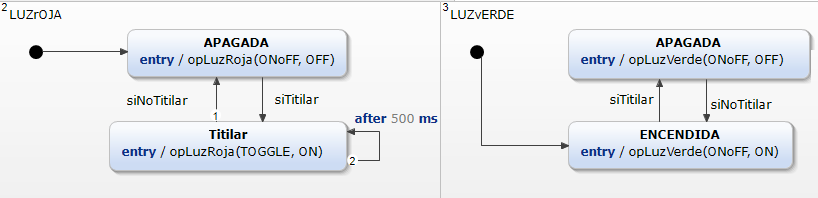 2
LUZrOJA
APAGADA
entry / opLuzRoja(ONoFF, OFF)
siNoTitilar
siTitilar
1
after 500 ms
Titilar
entry / opLuzRoja(TOGGLE, ON)
2
3
LUZvERDE
APAGADA
entry / opLuzVerde(ONoFF, OFF)
siTitilar
siNoTitilar
ENCENDIDA
entry / opLuzVerde(ONoFF, ON)